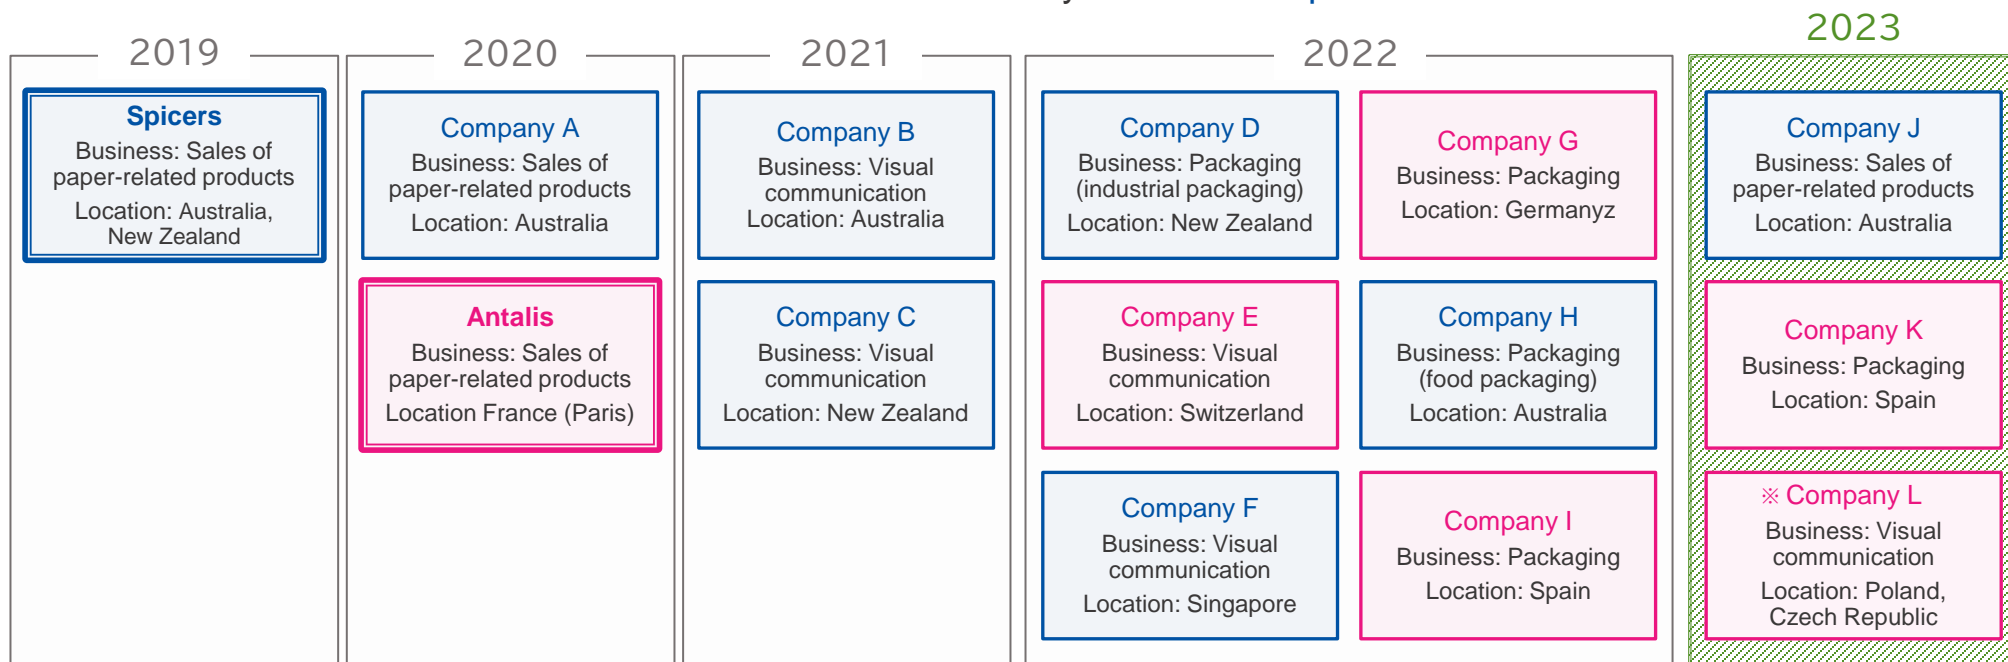 2019
Spicers
Business: Sales of
paper-related products
Location: Australia,
New Zealand
2020
Company A
Business: Sales of
paper-related products
Location: Australia
Antalis
Business: Sales of
paper-related products
Location France (Paris)
2021
Company B
Business: Visual
communication
Location: Australia
Company C
Business: Visual
communication
Location: New Zealand
2022
Company D
Business: Packaging
(industrial packaging)
Location: New Zealand
Company G
Business: Packaging
Location: Germanyz
Company E
Business: Visual
communication
Location: Switzerland
Company H
Business: Packaging
(food packaging)
Location: Australia
Company F
Business: Visual
communication
Location: Singapore
Company I
Business: Packaging
Location: Spain
2023
Company J
Business: Sales of
paper-related products
Location: Australia
Company K
Business: Packaging
Location: Spain
※ Company L
Business: Visual
communication
Location: Poland,
Czech Republic